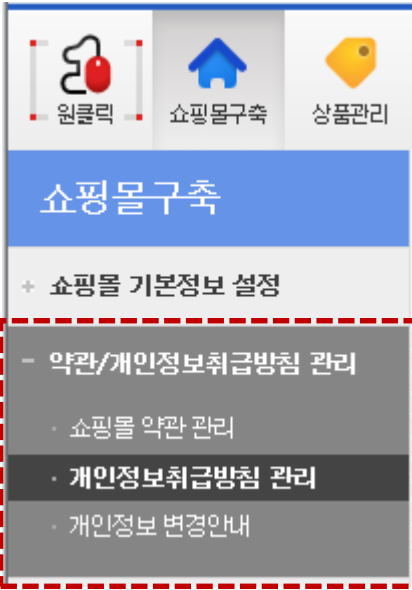 원클릭 쇼핑몰구축 상품관리
쇼핑몰구축
쇼핑몰 기본정보 설정
약관/개인정보취급방침 관리
· 쇼핑몰 약관 관리
· 개인정보취급방침 관리
· 개인정보 변경안내